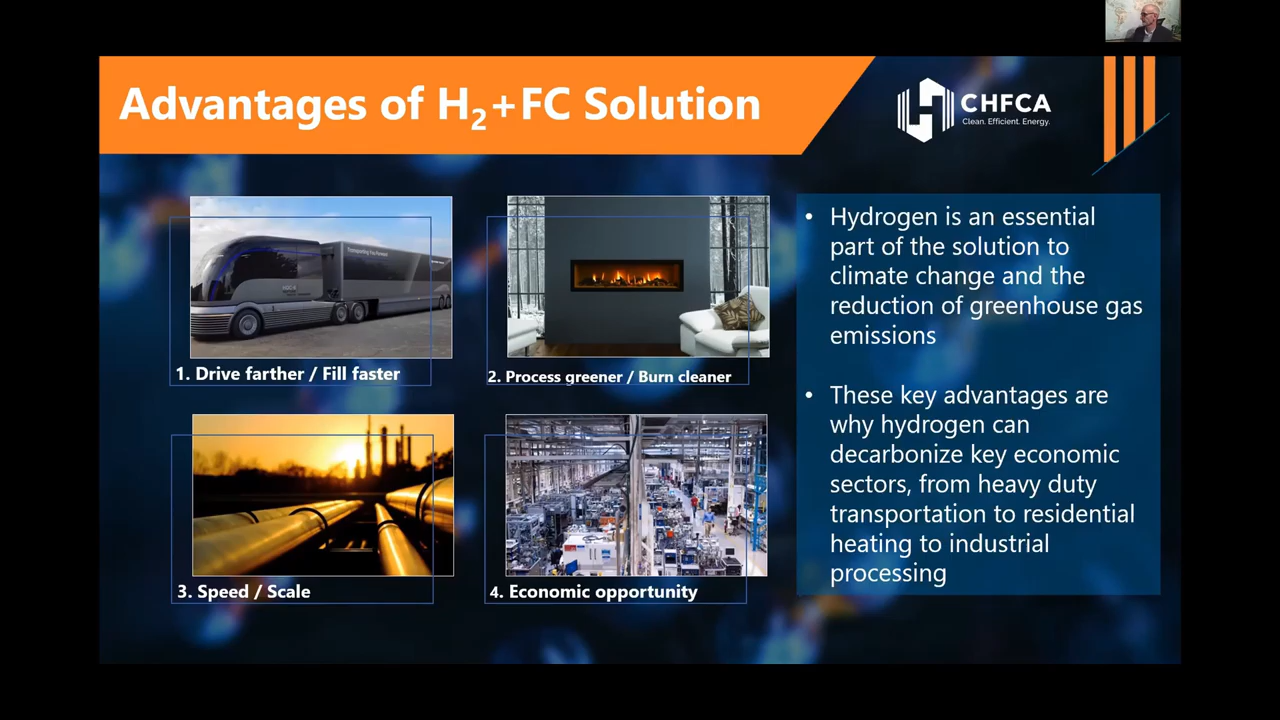 Advantages of H₂+FC Solution
CHFCA
Clean. Efficient. Energy.
1. Drive farther / Fill faster
2. Process greener / Burn cleaner
3. Speed / Scale
4. Economic opportunity
• Hydrogen is an essential
part of the solution to
climate change and the
reduction of greenhouse gas
emissions
• These key advantages are
why hydrogen can
decarbonize key economic
sectors, from heavy duty
transportation to residential
heating to industrial
processing